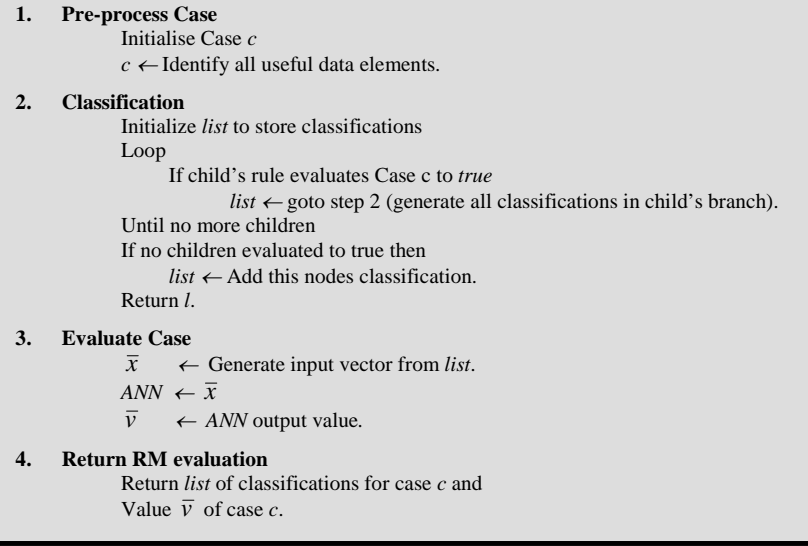 1. Pre-process Case
Initialise Case c
c ← Identify all useful data elements.
2. Classification
Initialize list to store classifications
Loop
If child's rule evaluates Case c to true
list ← goto step 2 (generate all classifications in child's branch).
Until no more children
If no children evaluated to true then
list ← Add this nodes classification.
Return l.
3. Evaluate Case
x̅ ← Generate input vector from list.
ANN ← x̅
v̅ ← ANN output value.
4. Return RM evaluation
Return list of classifications for case c and
Value v̅ of case c.